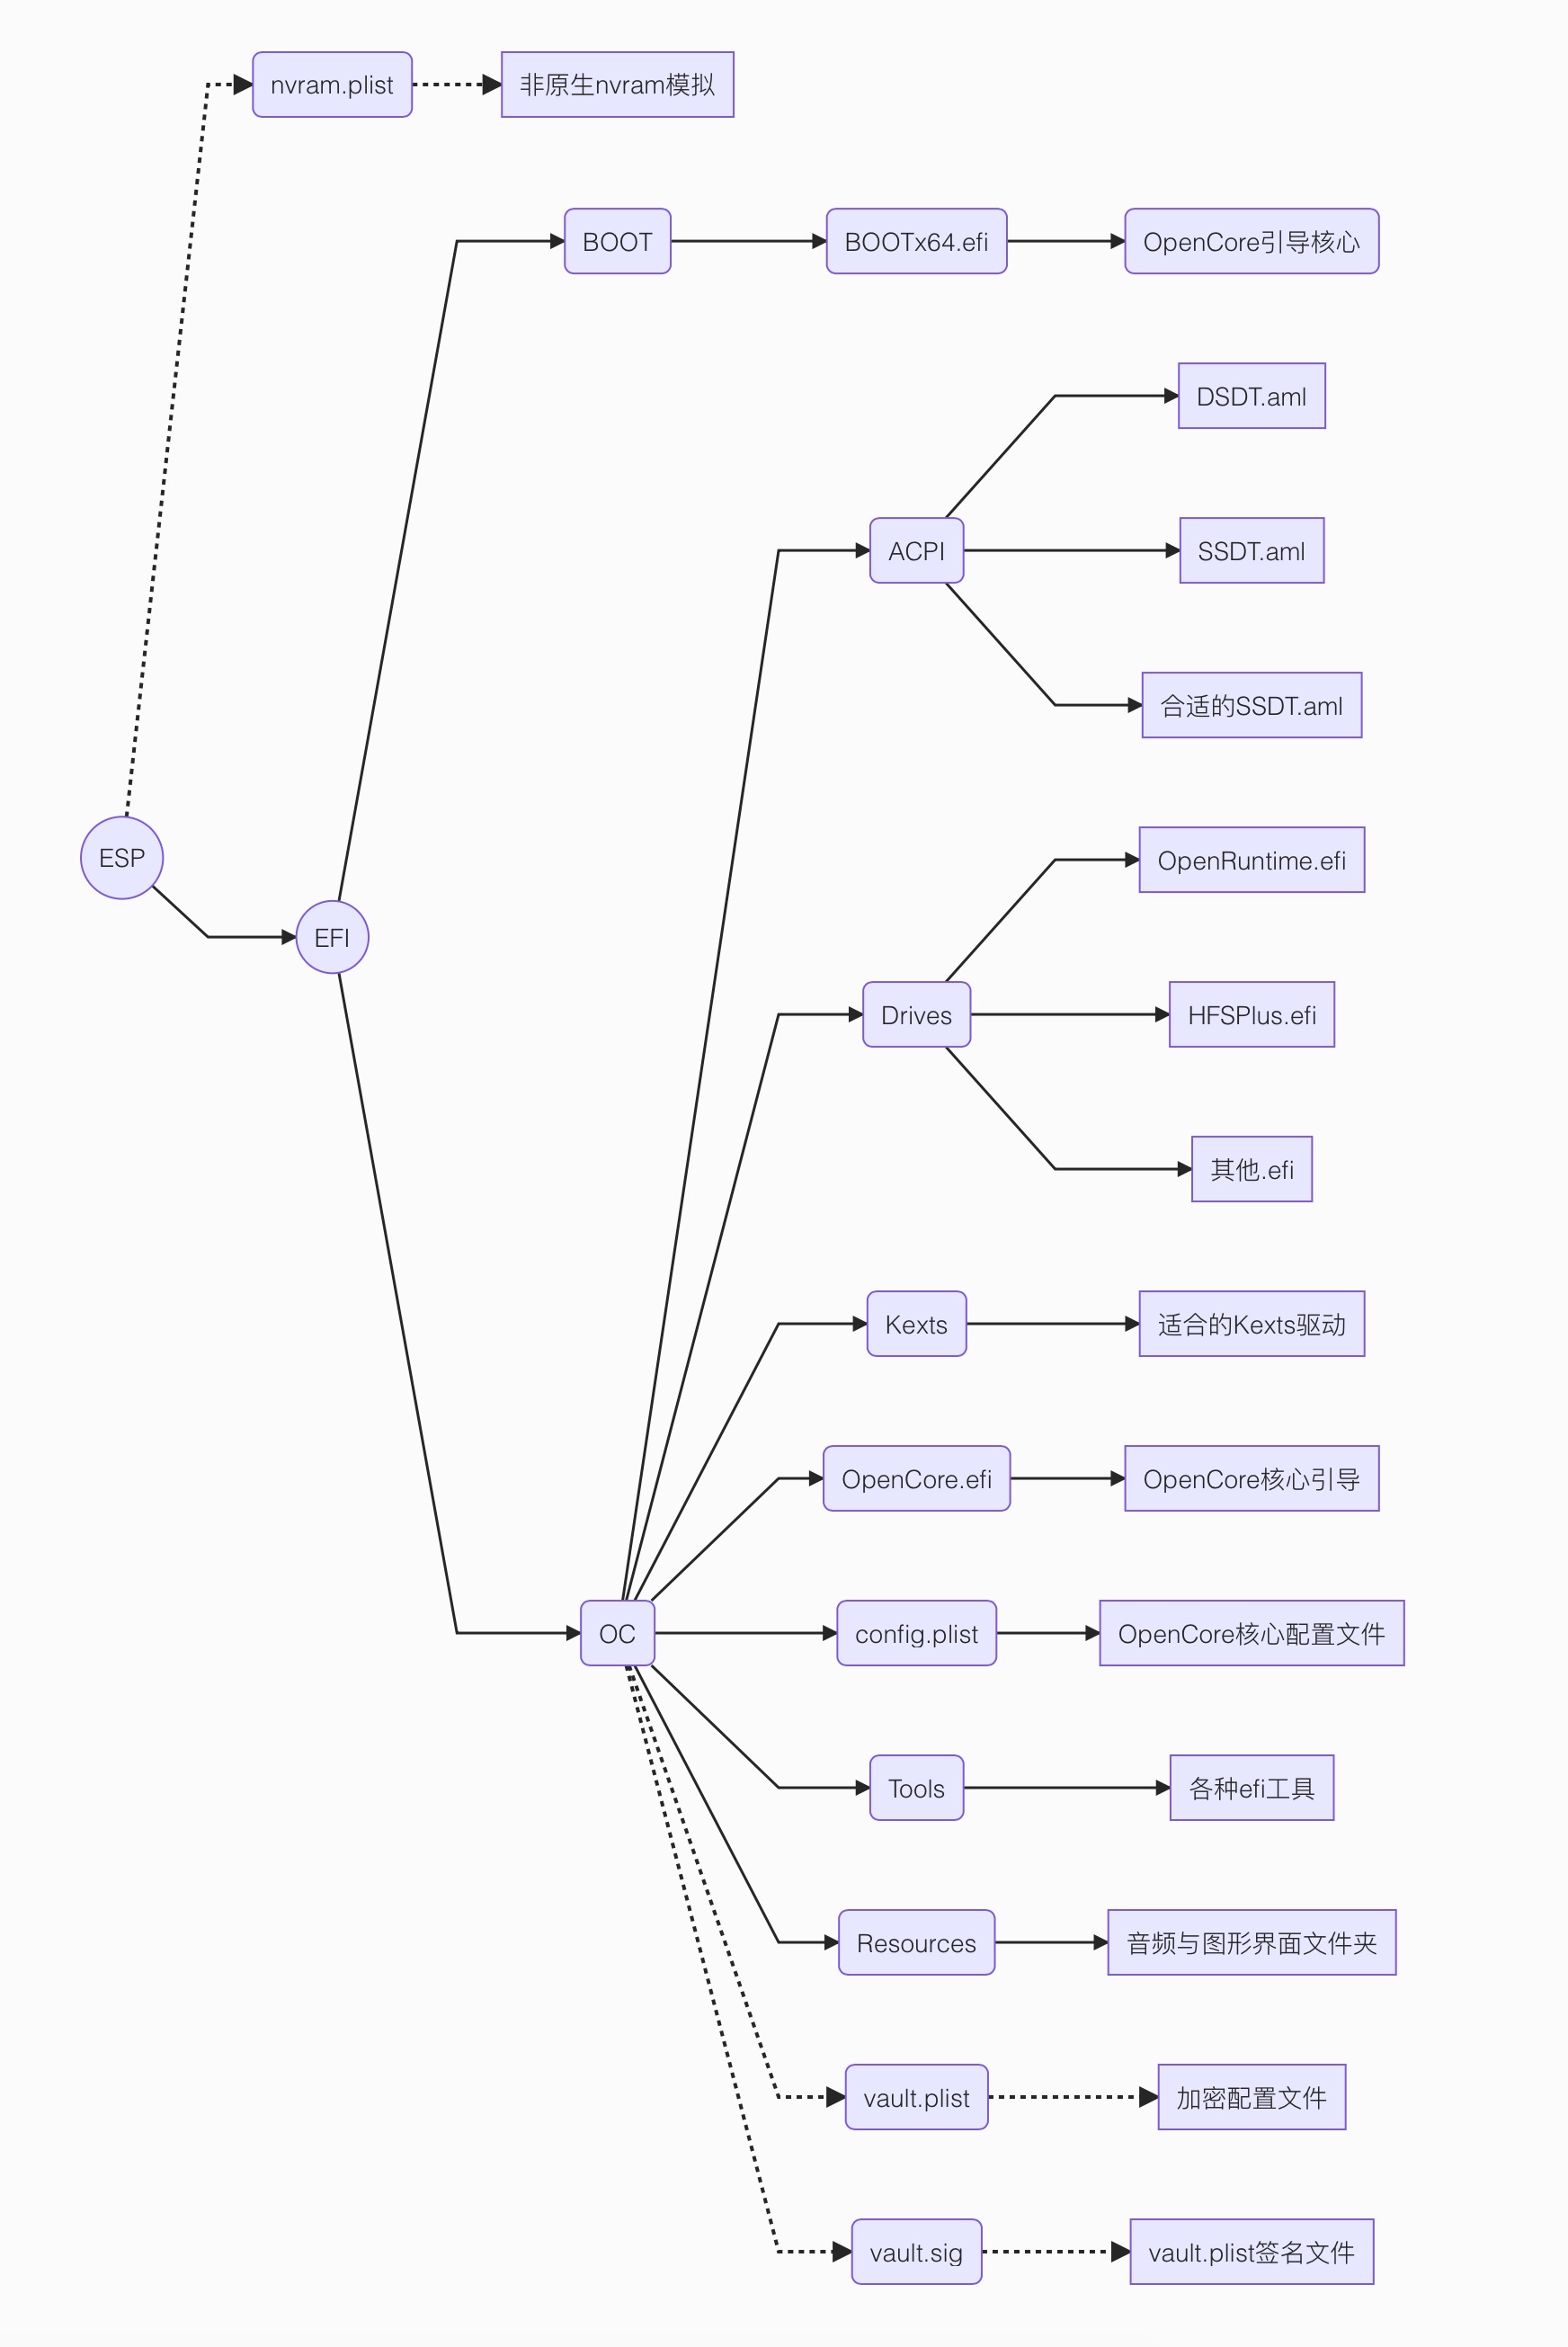 nvram.plist
非原生nvram模拟
BOOT
BOOTx64.efi
OpenCore引导核心
DSDT.aml
ACPI
SSDT.aml
合适的SSDT.aml
ESP
OpenRuntime.efi
EFI
Drives
HFSPlus.efi
其他.efi
Kexts
适合的Kexts驱动
OpenCore.efi
OpenCore核心引导
OC
config.plist
OpenCore核心配置文件
Tools
各种efi工具
Resources
音频与图形界面文件夹
vault.plist
加密配置文件
vault.sig
vault.plist签名文件